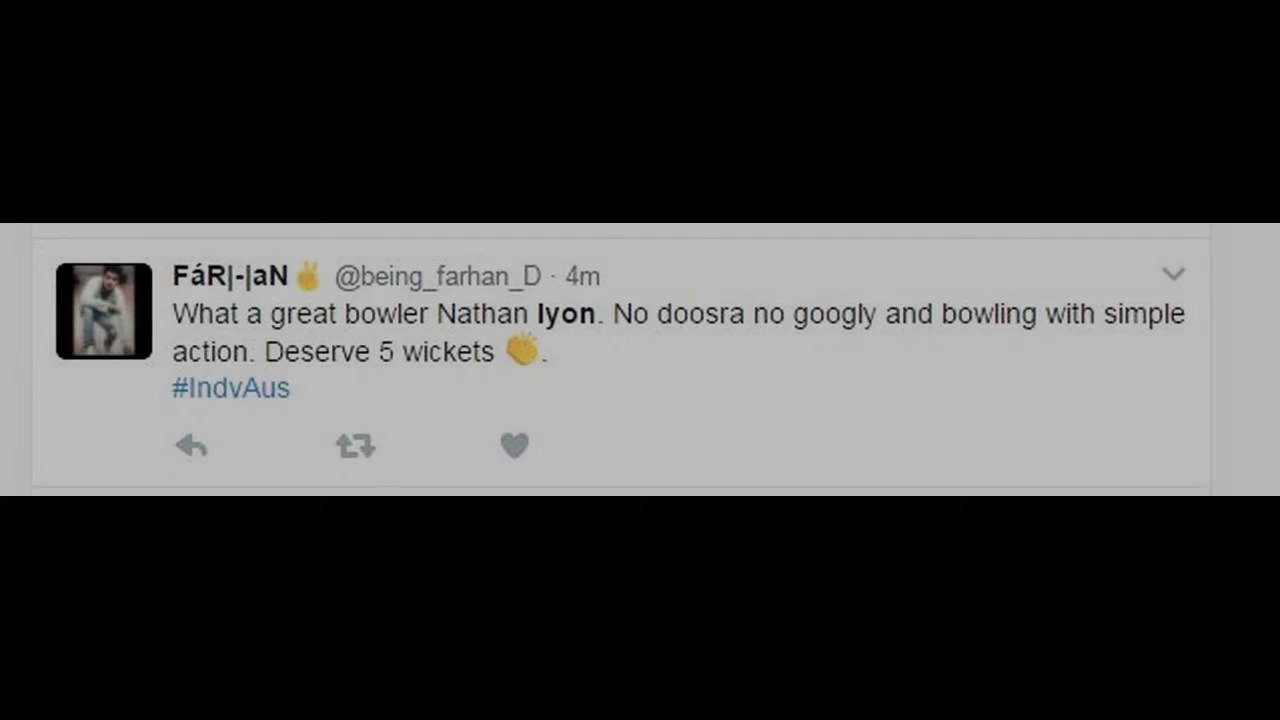 FáR|-|aN✌ @being_farhan_D · 4m
What a great bowler Nathan lyon. No doosra no googly and bowling with simple
action. Deserve 5 wickets 👏.
#IndvAus